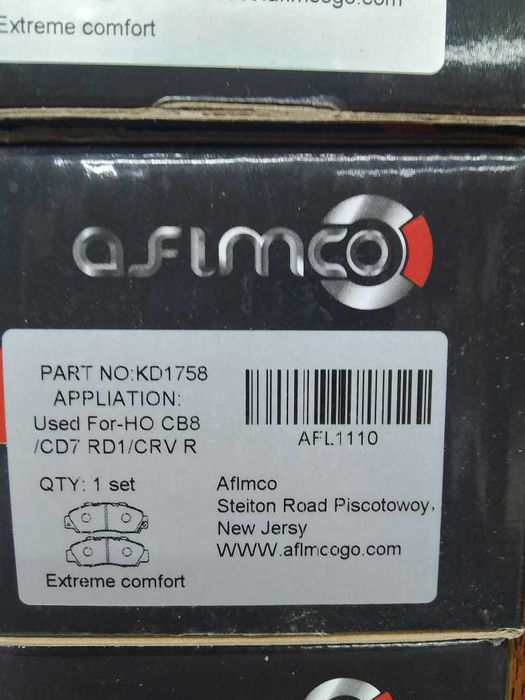 Extreme comfort
aflmco
PART NO:KD1758
APPLIATION:
Used For-HO CB8
/CD7 RD1/CRV R
AFL1110
QTY: 1 set
Aflmco
Steiton Road Piscotowoy,
New Jersy
WWW.aflmcogo.com
Extreme comfort